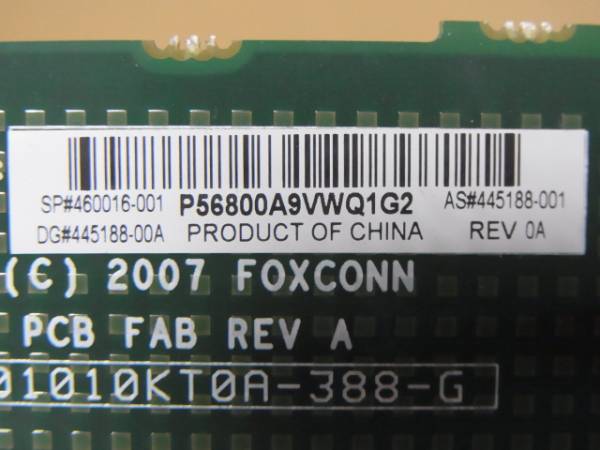 SP#460016-001 P56800A9VWQ1G2 AS#445188-001
DG#445188-00A PRODUCT OF CHINA REV 0A
(C) 2007 FOXCONN
PCB FAB REV A
01010KT0A-388-G